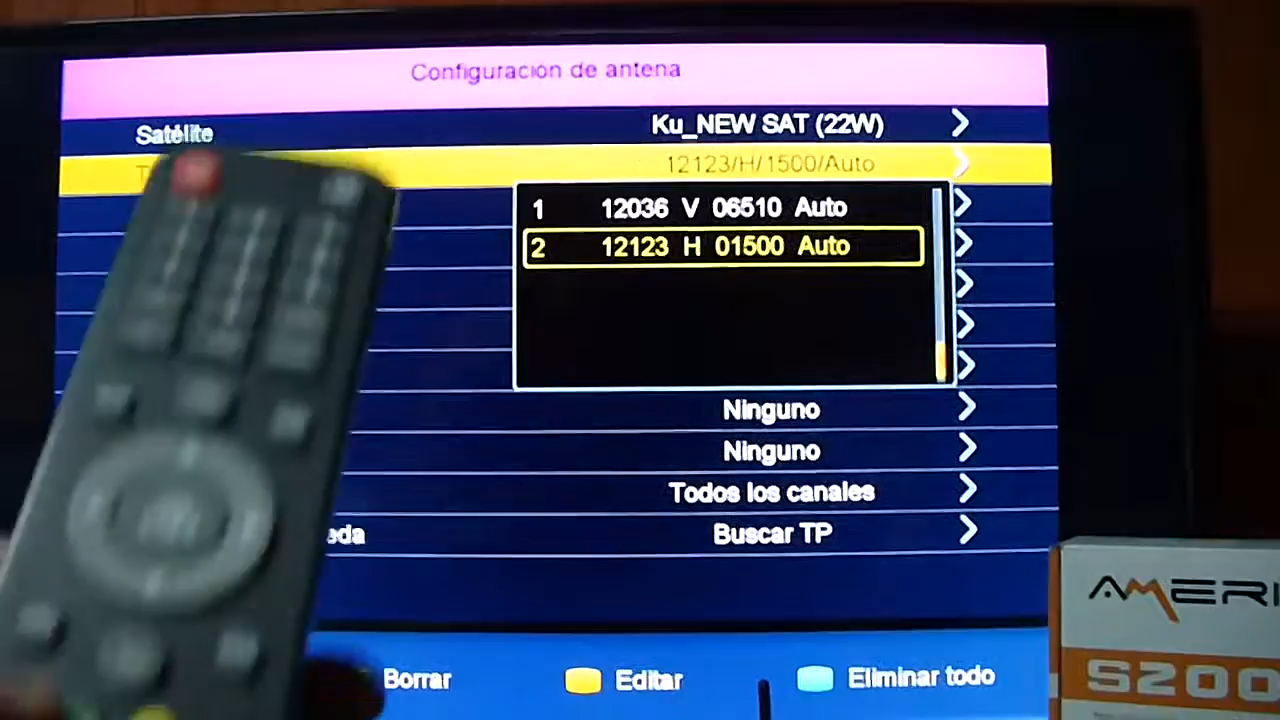 Configuración de antena
Satélite Ku_NEW SAT (22W)
12123/H/1500/Auto
1 12036 V 06510 Auto
2 12123 H 01500 Auto
Ninguno
Ninguno
Todos los canales
eda Buscar TP
Borrar Editar Eliminar todo
AMERI
S200